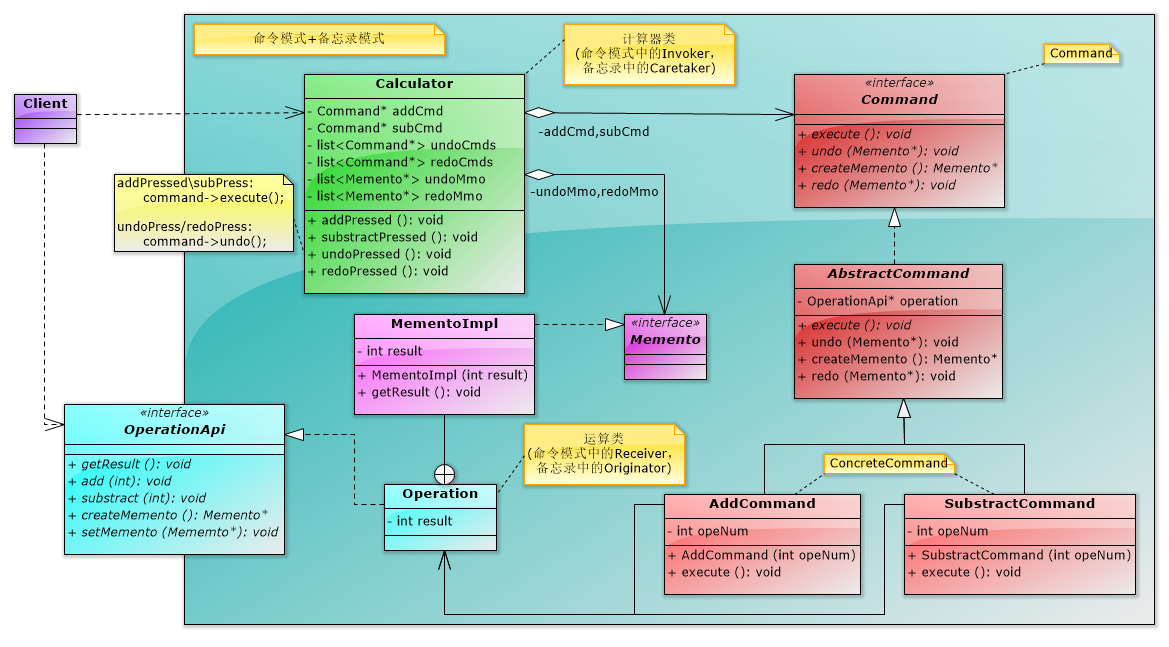 命令模式+备忘录模式
计算器类
(命令模式中的Invoker,
备忘录中的Caretaker)
Command
Client
Calculator
- Command* addCmd
- Command* subCmd
- list<Command*> undoCmds
- list<Command*> redoCmds
- list<Memento*> undoMmo
- list<Memento*> redoMmo
+ addPressed (): void
+ substractPressed (): void
+ undoPressed (): void
+ redoPressed (): void
-addCmd,subCmd
-undoMmo,redoMmo
«interface»
Command
+ execute (): void
+ undo (Memento*): void
+ createMemento (): Memento*
+ redo (Memento*): void
addPressed\subPress:
command->execute();
undoPress/redoPress:
command->undo();
AbstractCommand
- OperationApi* operation
+ execute (): void
+ undo (Memento*): void
+ createMemento (): Memento*
+ redo (Memento*): void
MementoImpl
- int result
+ MementoImpl (int result)
+ getResult (): void
«interface»
Memento
«interface»
OperationApi
+ getResult (): void
+ add (int): void
+ substract (int): void
+ createMemento (): Memento*
+ setMemento (Mememto*): void
运算类
(命令模式中的Receiver,
备忘录中的Originator)
Operation
- int result
ConcreteCommand
AddCommand
- int opeNum
+ AddCommand (int opeNum)
+ execute (): void
SubstractCommand
- int opeNum
+ SubstractCommand (int opeNum)
+ execute (): void